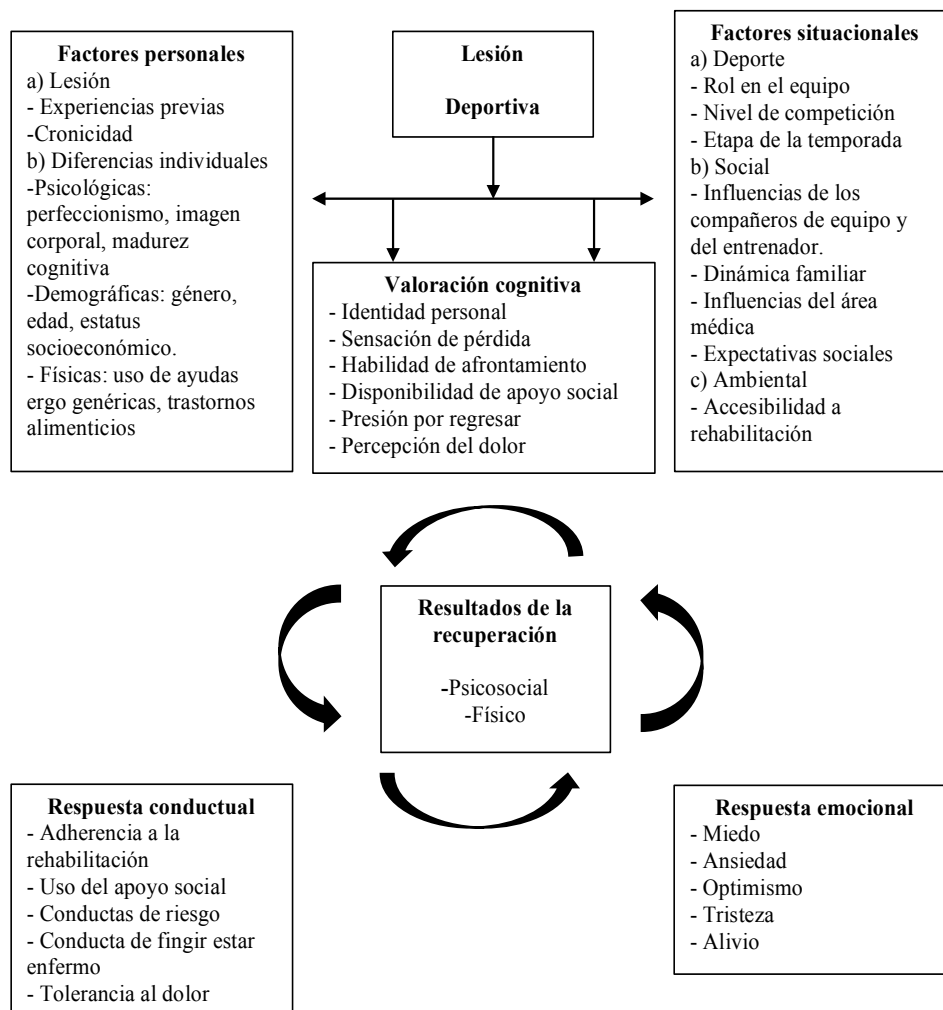 Factores personales
a) Lesión
- Experiencias previas
-Cronicidad
b) Diferencias individuales
-Psicológicas:
perfeccionismo, imagen
corporal, madurez
cognitiva
-Demográficas: género,
edad, estatus
socioeconómico.
- Físicas: uso de ayudas
ergo genéricas, trastornos
alimenticios
Lesión
Deportiva
Factores situacionales
a) Deporte
- Rol en el equipo
- Nivel de competición
- Etapa de la temporada
b) Social
- Influencias de los
compañeros de equipo y
del entrenador.
- Dinámica familiar
- Influencias del área
médica
- Expectativas sociales
c) Ambiental
- Accesibilidad a
rehabilitación
Valoración cognitiva
- Identidad personal
- Sensación de pérdida
- Habilidad de afrontamiento
- Disponibilidad de apoyo social
- Presión por regresar
- Percepción del dolor
Resultados de la
recuperación
-Psicosocial
-Físico
Respuesta conductual
- Adherencia a la
rehabilitación
- Uso del apoyo social
- Conductas de riesgo
- Conducta de fingir estar
enfermo
- Tolerancia al dolor
Respuesta emocional
- Miedo
- Ansiedad
- Optimismo
- Tristeza
- Alivio